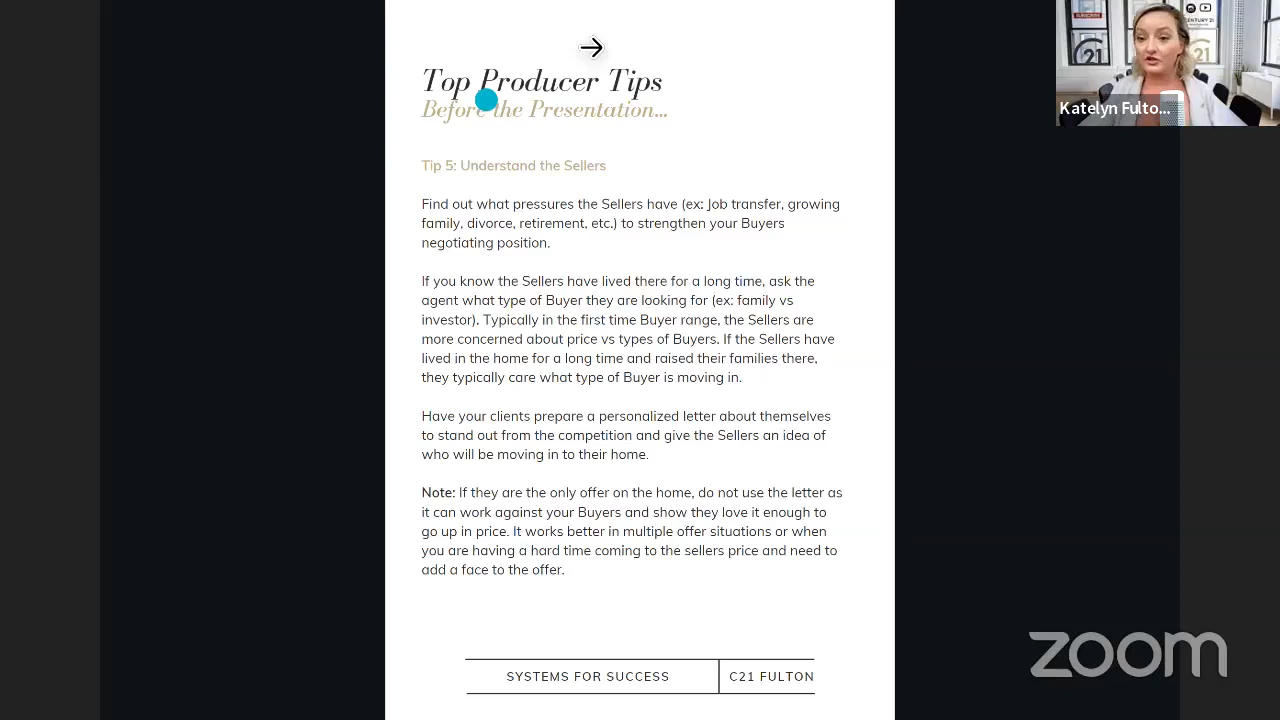 Top Producer Tips
Before the Presentation...
Tip 5: Understand the Sellers
Find out what pressures the Sellers have (ex: Job transfer, growing
family, divorce, retirement, etc.) to strengthen your Buyers
negotiating position.
If you know the Sellers have lived there for a long time, ask the
agent what type of Buyer they are looking for (ex: family vs
investor). Typically in the first time Buyer range, the Sellers are
more concerned about price vs types of Buyers. If the Sellers have
lived in the home for a long time and raised their families there,
they typically care what type of Buyer is moving in.
Have your clients prepare a personalized letter about themselves
to stand out from the competition and give the Sellers an idea of
who will be moving in to their home.
Note: If they are the only offer on the home, do not use the letter as
it can work against your Buyers and show they love it enough to
go up in price. It works better in multiple offer situations or when
you are having a hard time coming to the sellers price and need to
add a face to the offer.
SYSTEMS FOR SUCCESS
C21 FULTON
SUBSCRIBE
CENTURY 21
21
Katelyn Fulto...
zoom